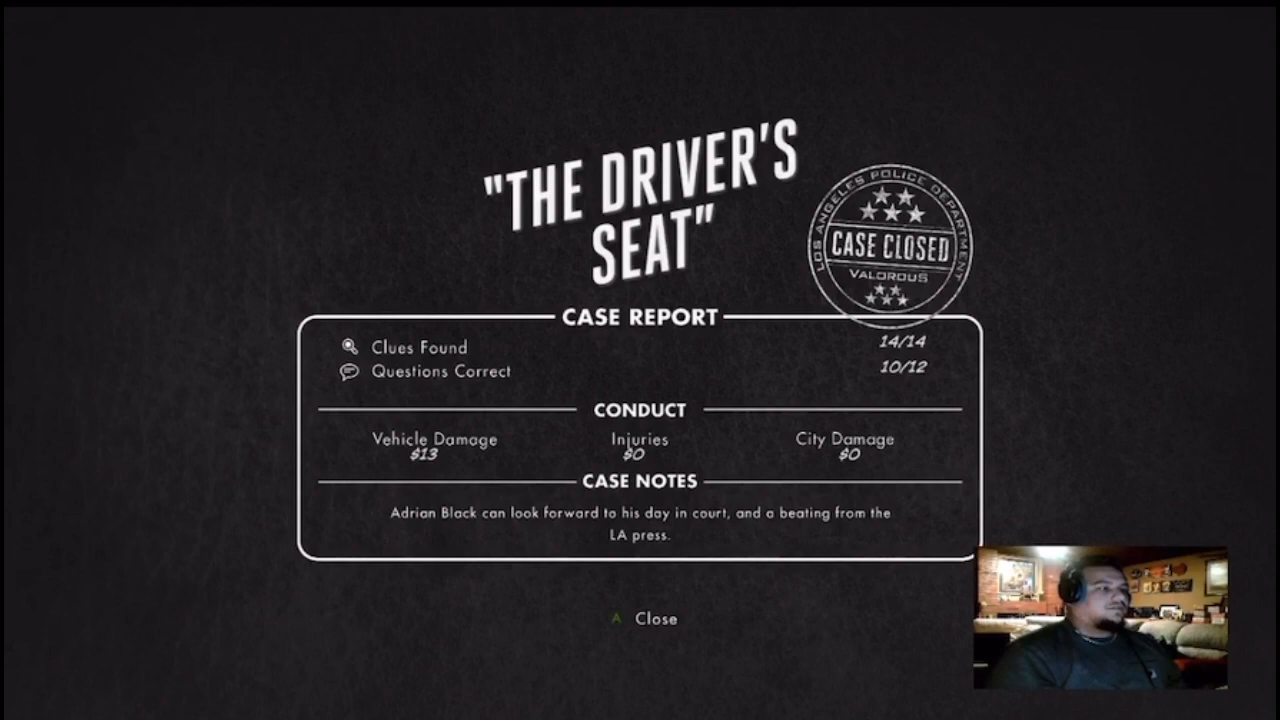 "THE DRIVER'S
SEAT"
LOS ANGELES POLICE DEPARTMENT
CASE CLOSED
VALOROUS
CASE REPORT
Clues Found 14/14
Questions Correct 10/12
CONDUCT
Vehicle Damage Injuries City Damage
$13 $0 $0
CASE NOTES
Adrian Black can look forward to his day in court, and a beating from the
LA press.
A Close